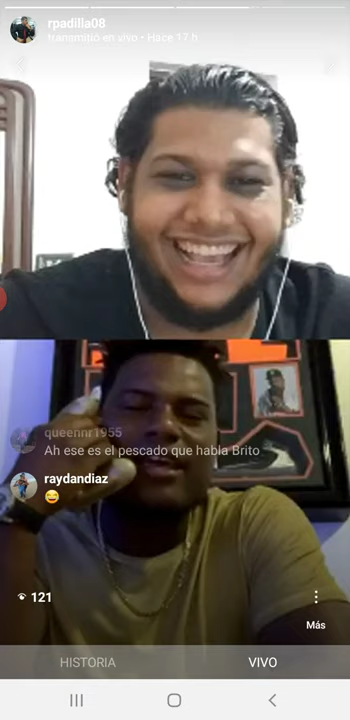 rpadilla08
transmitió en vivo • Hace 17 h
queennr1955
Ah ese es el pescado que habla Brito
raydandiaz
😂
121
Más
HISTORIA
VIVO